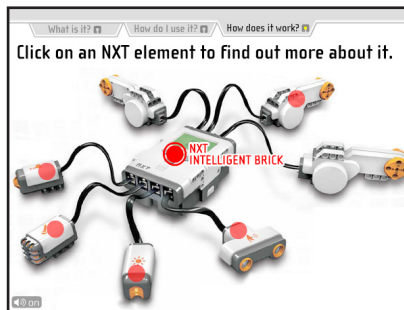 What is it?
How do I use it?
How does it work?
Click on an NXT element to find out more about it.
NXT
NXT
INTELLIGENT BRICK
on